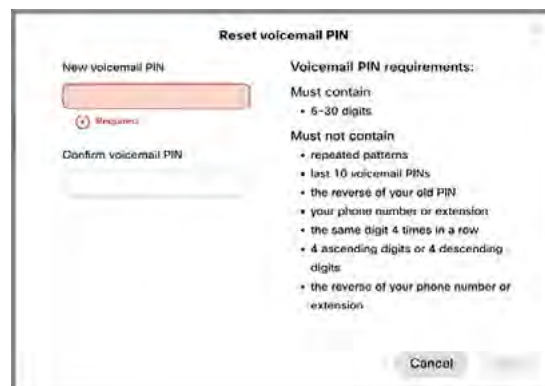 Reset voicemail PIN
New voicemail PIN
Required
Confirm voicemail PIN
Voicemail PIN requirements:
Must contain
• 6-30 digits
Must not contain
• repeated patterns
• last 10 voicemail PINs
• the reverse of your old PIN
• your phone number or extension
• the same digit 4 times in a row
• 4 ascending digits or 4 descending
digits
• the reverse of your phone number or
extension
Cancel